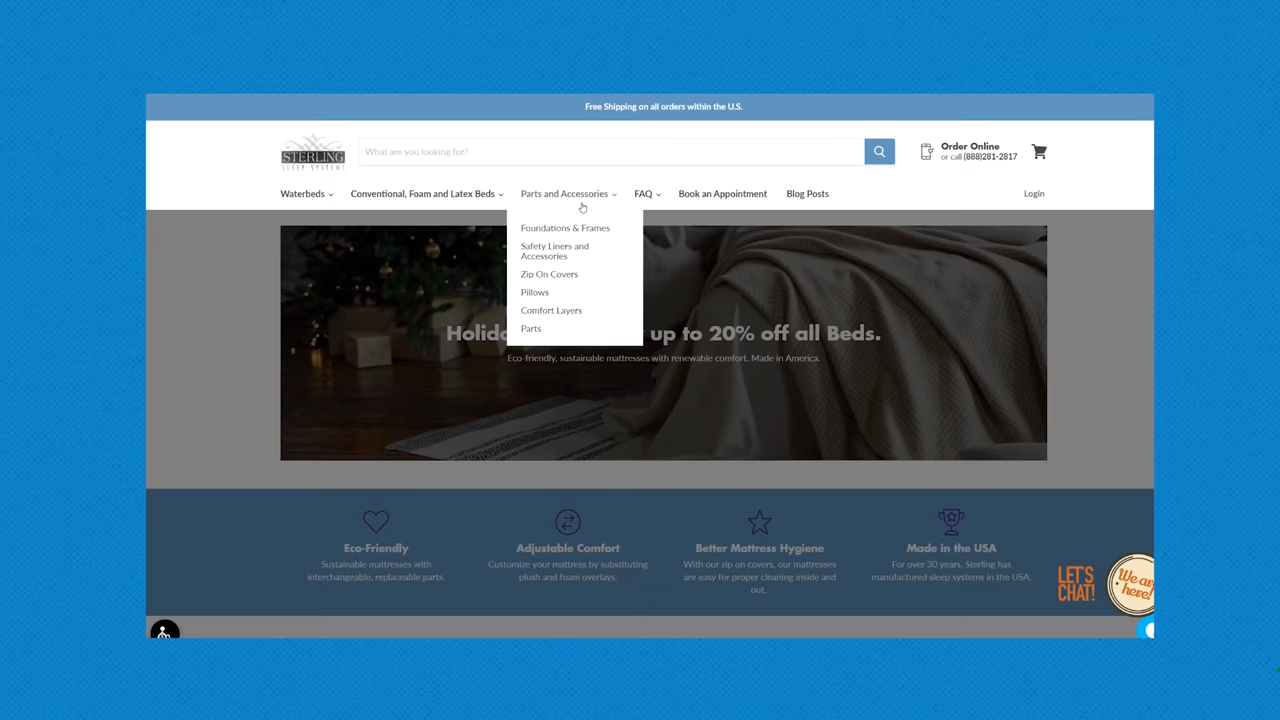 Free Shipping on all orders within the U.S.
STERLING
SLEEP SYSTEMS
What are you looking for?
Order Online
or call (888)281-2817
Waterbeds
Conventional, Foam and Latex Beds
Parts and Accessories
FAQ
Book an Appointment
Blog Posts
Login
Foundations & Frames
Safety Liners and
Accessories
Zip On Covers
Pillows
Comfort Layers
Parts
up to 20% off all Beds.
Eco-friendly, sustainable mattresses with renewable comfort. Made in America.
Eco-Friendly
Sustainable mattresses with
interchangeable, replaceable parts.
Adjustable Comfort
Customize your mattress by substituting
plush and foam overlays.
Better Mattress Hygiene
With our zip on covers, our mattresses
are easy for proper cleaning inside and
out.
Made in the USA
For over 30 years, Sterling has
manufactured sleep systems in the USA.
LET'S
CHAT!
We are
here!